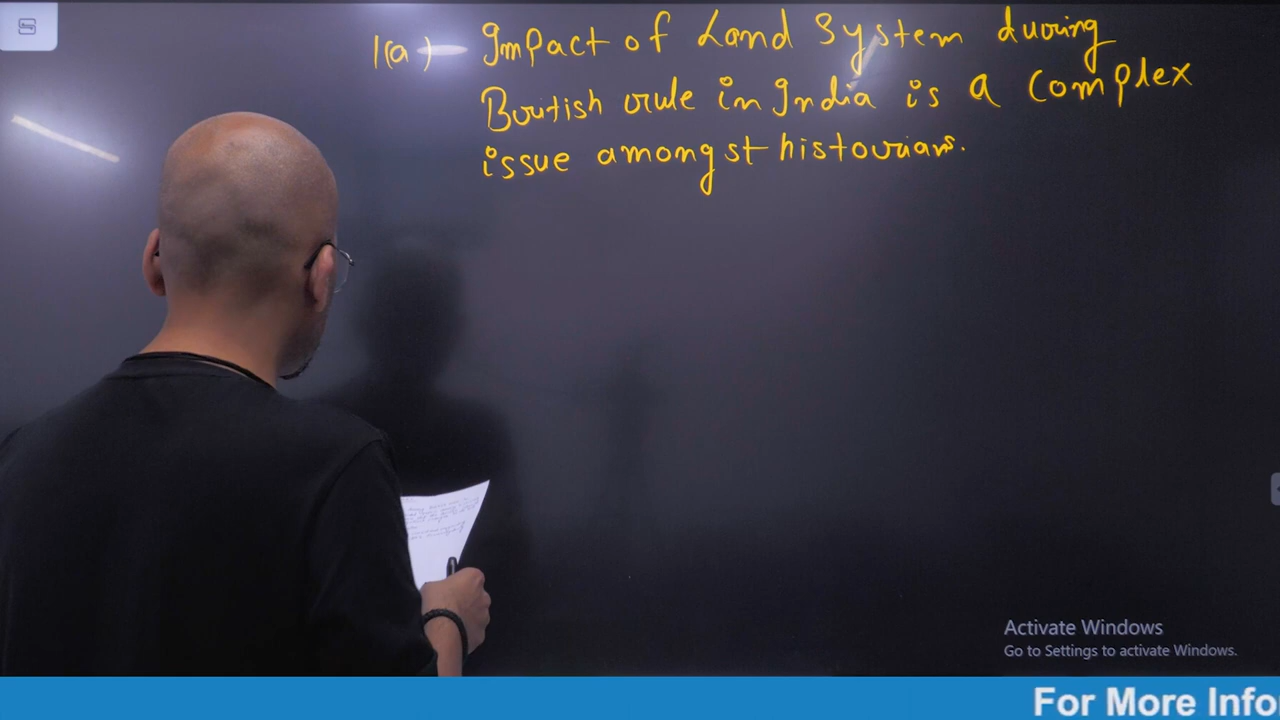 1(a) Impact of Land System during
British rule in India is a complex
issue amongst historians.
Activate Windows
Go to Settings to activate Windows.
For More Info